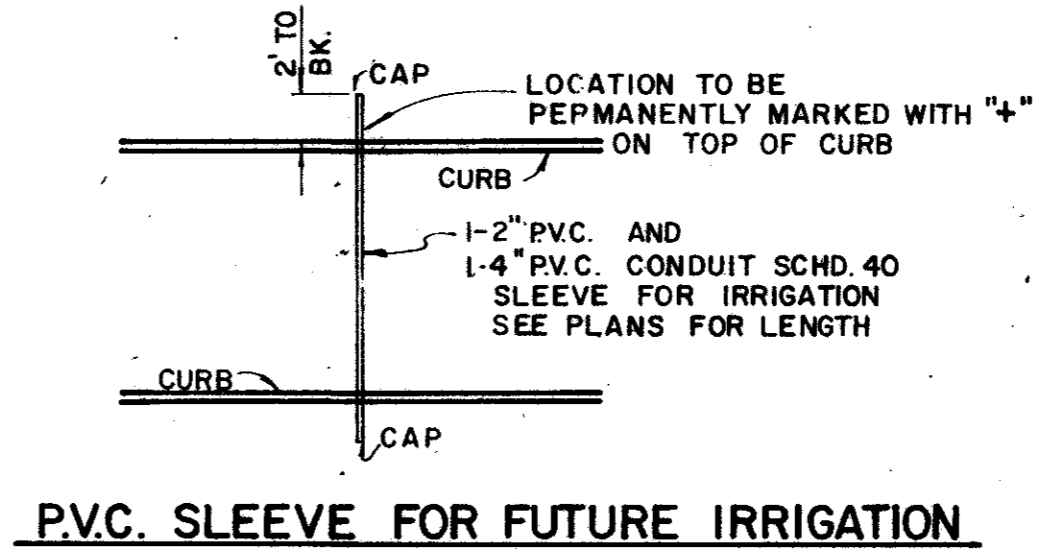 2' TO
BK.
CAP
LOCATION TO BE
PEPMANENTLY MARKED WITH "+"
ON TOP OF CURB
CURB
1-2" P.V.C. AND
1-4" P.V.C. CONDUIT SCHD. 40
SLEEVE FOR IRRIGATION
SEE PLANS FOR LENGTH
CURB
CAP
P.V.C. SLEEVE FOR FUTURE IRRIGATION